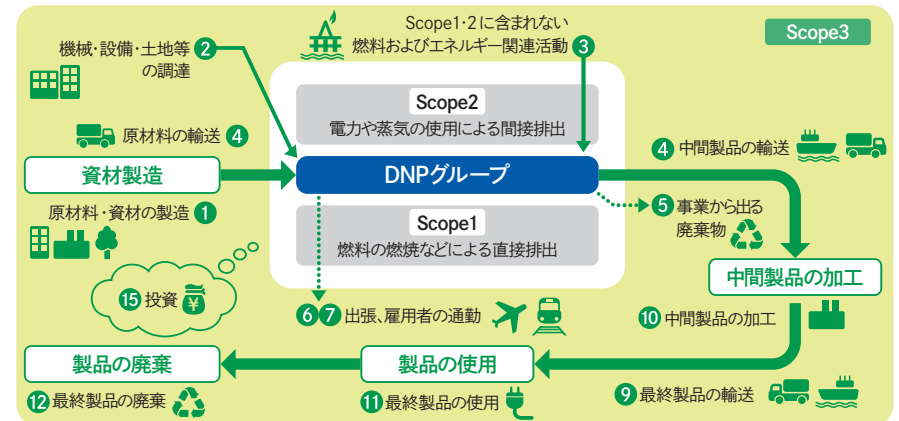 Scope1・2に含まれない
燃料およびエネルギー関連活動 3
Scope3
機械・設備・土地等 2
の調達
Scope2
電力や蒸気の使用による間接排出
原材料の輸送 4
4 中間製品の輸送
資材製造
DNPグループ
原材料・資材の製造 1
5 事業から出る
廃棄物
Scope1
燃料の燃焼などによる直接排出
中間製品の加工
15 投資 ¥
6 7 出張、雇用者の通勤
10 中間製品の加工
製品の廃棄
製品の使用
12 最終製品の廃棄
11 最終製品の使用
9 最終製品の輸送